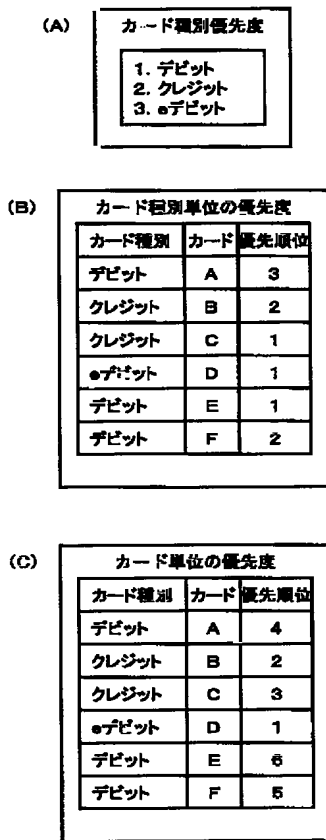 (A)
カード種別優先度
1. デビット
2. クレジット
3. eデビット
(B)
カード種別単位の優先度
カード種別 カード 優先順位
デビット A 3
クレジット B 2
クレジット C 1
eデビット D 1
デビット E 1
デビット F 2
(C)
カード単位の優先度
カード種別 カード 優先順位
デビット A 4
クレジット B 2
クレジット C 3
eデビット D 1
デビット E 6
デビット F 5